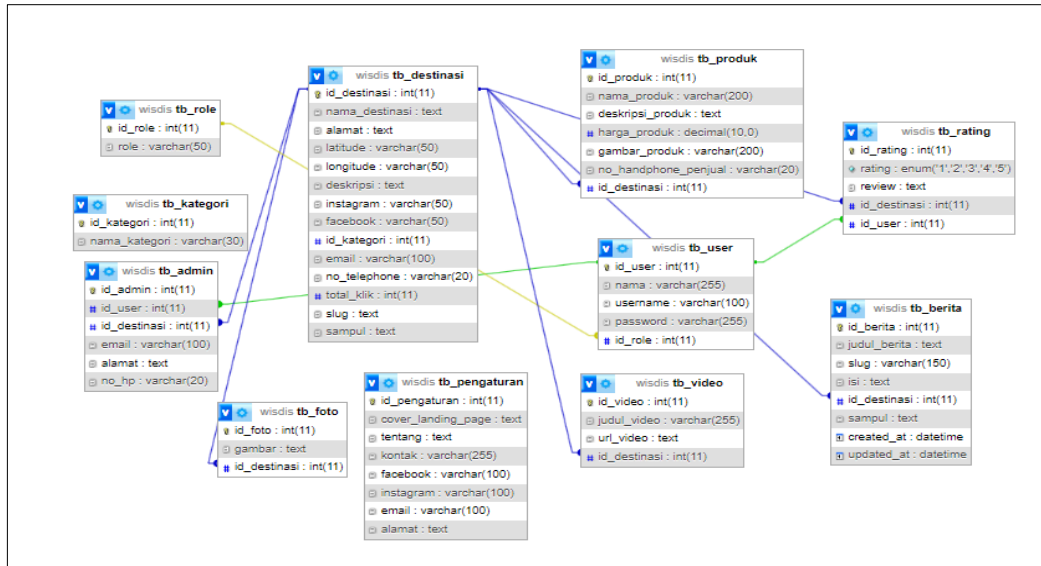 wisdis tb_role
id_role : int(11)
role : varchar(50)
wisdis tb_kategori
id_kategori : int(11)
nama_kategori : varchar(30)
wisdis tb_admin
id_admin : int(11)
id_user : int(11)
id_destinasi : int(11)
email : varchar(100)
alamat : text
no_hp : varchar(20)
wisdis tb_foto
id_foto : int(11)
gambar : text
id_destinasi : int(11)
wisdis tb_destinasi
id_destinasi : int(11)
nama_destinasi : text
alamat : text
latitude : varchar(50)
longitude : varchar(50)
deskripsi : text
instagram : varchar(50)
facebook : varchar(50)
id_kategori : int(11)
email : varchar(100)
no_telephone : varchar(20)
total_klik : int(11)
slug : text
sampul : text
wisdis tb_pengaturan
id_pengaturan : int(11)
cover_landing_page : text
tentang : text
kontak : varchar(255)
facebook : varchar(100)
instagram : varchar(100)
email : varchar(100)
alamat : text
wisdis tb_produk
id_produk : int(11)
nama_produk : varchar(200)
deskripsi_produk : text
harga_produk : decimal(10,0)
gambar_produk : varchar(200)
no_handphone_penjual : varchar(20)
id_destinasi : int(11)
wisdis tb_user
id_user : int(11)
nama : varchar(255)
username : varchar(100)
password : varchar(255)
id_role : int(11)
wisdis tb_video
id_video : int(11)
judul_video : varchar(255)
url_video : text
id_destinasi : int(11)
wisdis tb_rating
id_rating : int(11)
rating : enum('1','2','3','4','5')
review : text
id_destinasi : int(11)
id_user : int(11)
wisdis tb_berita
id_berita : int(11)
judul_berita : text
slug : varchar(150)
isi : text
id_destinasi : int(11)
sampul : text
created_at : datetime
updated_at : datetime